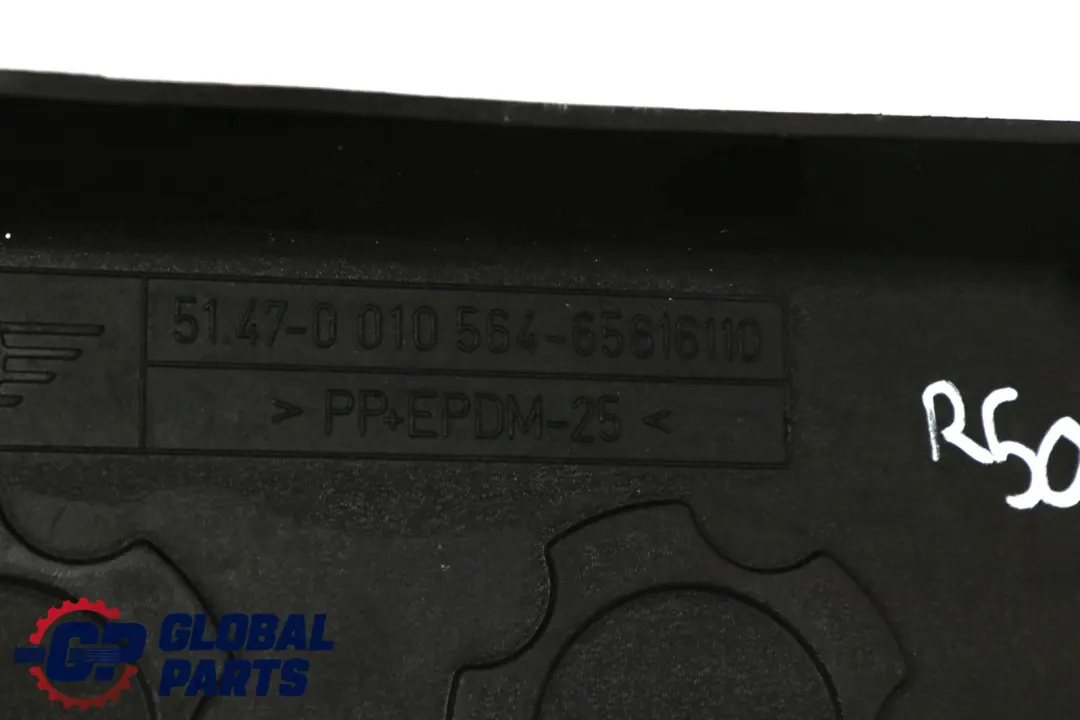 51.47-0 010 564-65616110
> PP+EPDM-25 <
R50
GLOBAL
PARTS